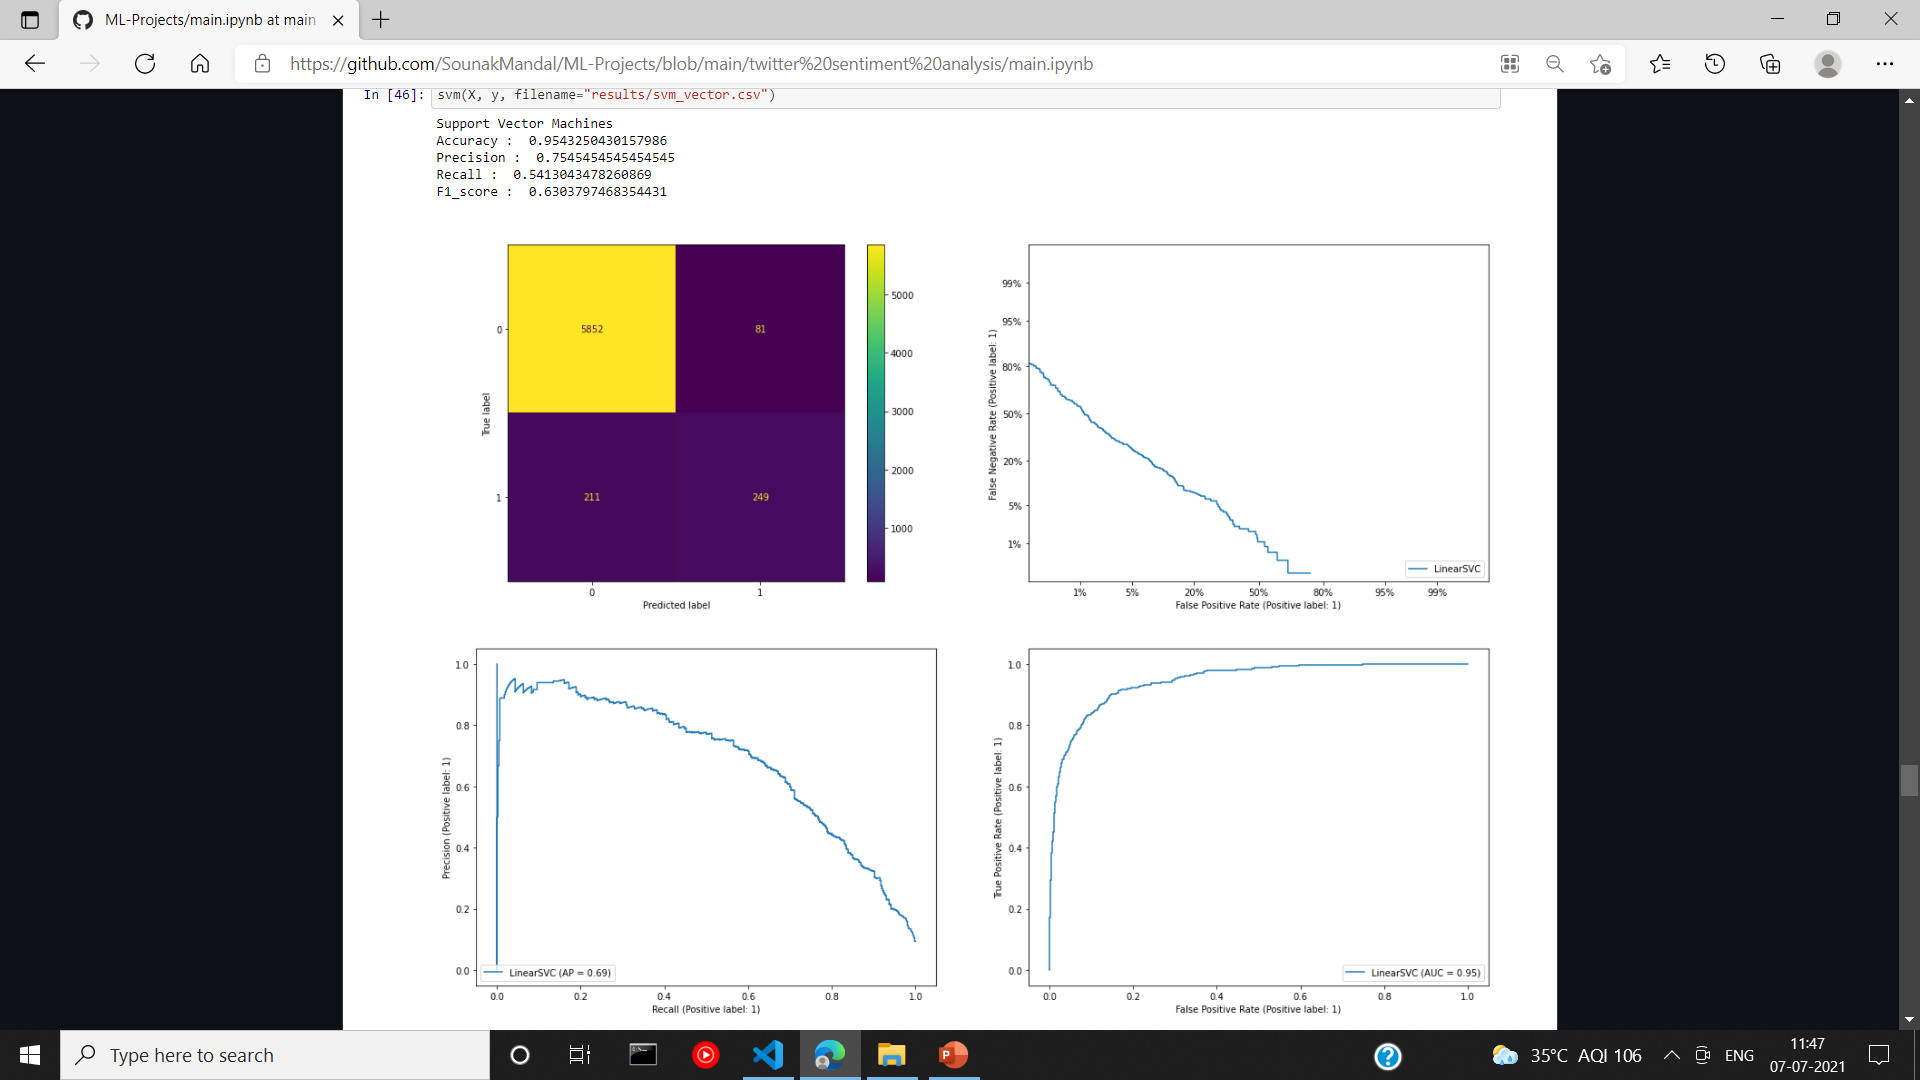 ML-Projects/main.ipynb at main
https://github.com/SounakMandal/ML-Projects/blob/main/twitter%20sentiment%20analysis/main.ipynb
In [46]: svm(X, y, filename="results/svm_vector.csv")
Support Vector Machines
Accuracy :  0.9543250430157986
Precision :  0.7545454545454545
Recall :  0.5413043478260869
F1_score :  0.6303797468354431
0
1
True label
5852
81
211
249
0
1
Predicted label
5000
4000
3000
2000
1000
False Negative Rate (Positive label: 1)
99%
95%
80%
50%
20%
5%
1%
LinearSVC
1%
5%
20%
50%
80%
95%
99%
False Positive Rate (Positive label: 1)
Precision (Positive label: 1)
1.0
0.8
0.6
0.4
0.2
0.0
LinearSVC (AP = 0.69)
0.0
0.2
0.4
0.6
0.8
1.0
Recall (Positive label: 1)
True Positive Rate (Positive label: 1)
1.0
0.8
0.6
0.4
0.2
0.0
LinearSVC (AUC = 0.95)
0.0
0.2
0.4
0.6
0.8
1.0
False Positive Rate (Positive label: 1)
Type here to search
P
?
35°C AQI 106
ENG
11:47
07-07-2021